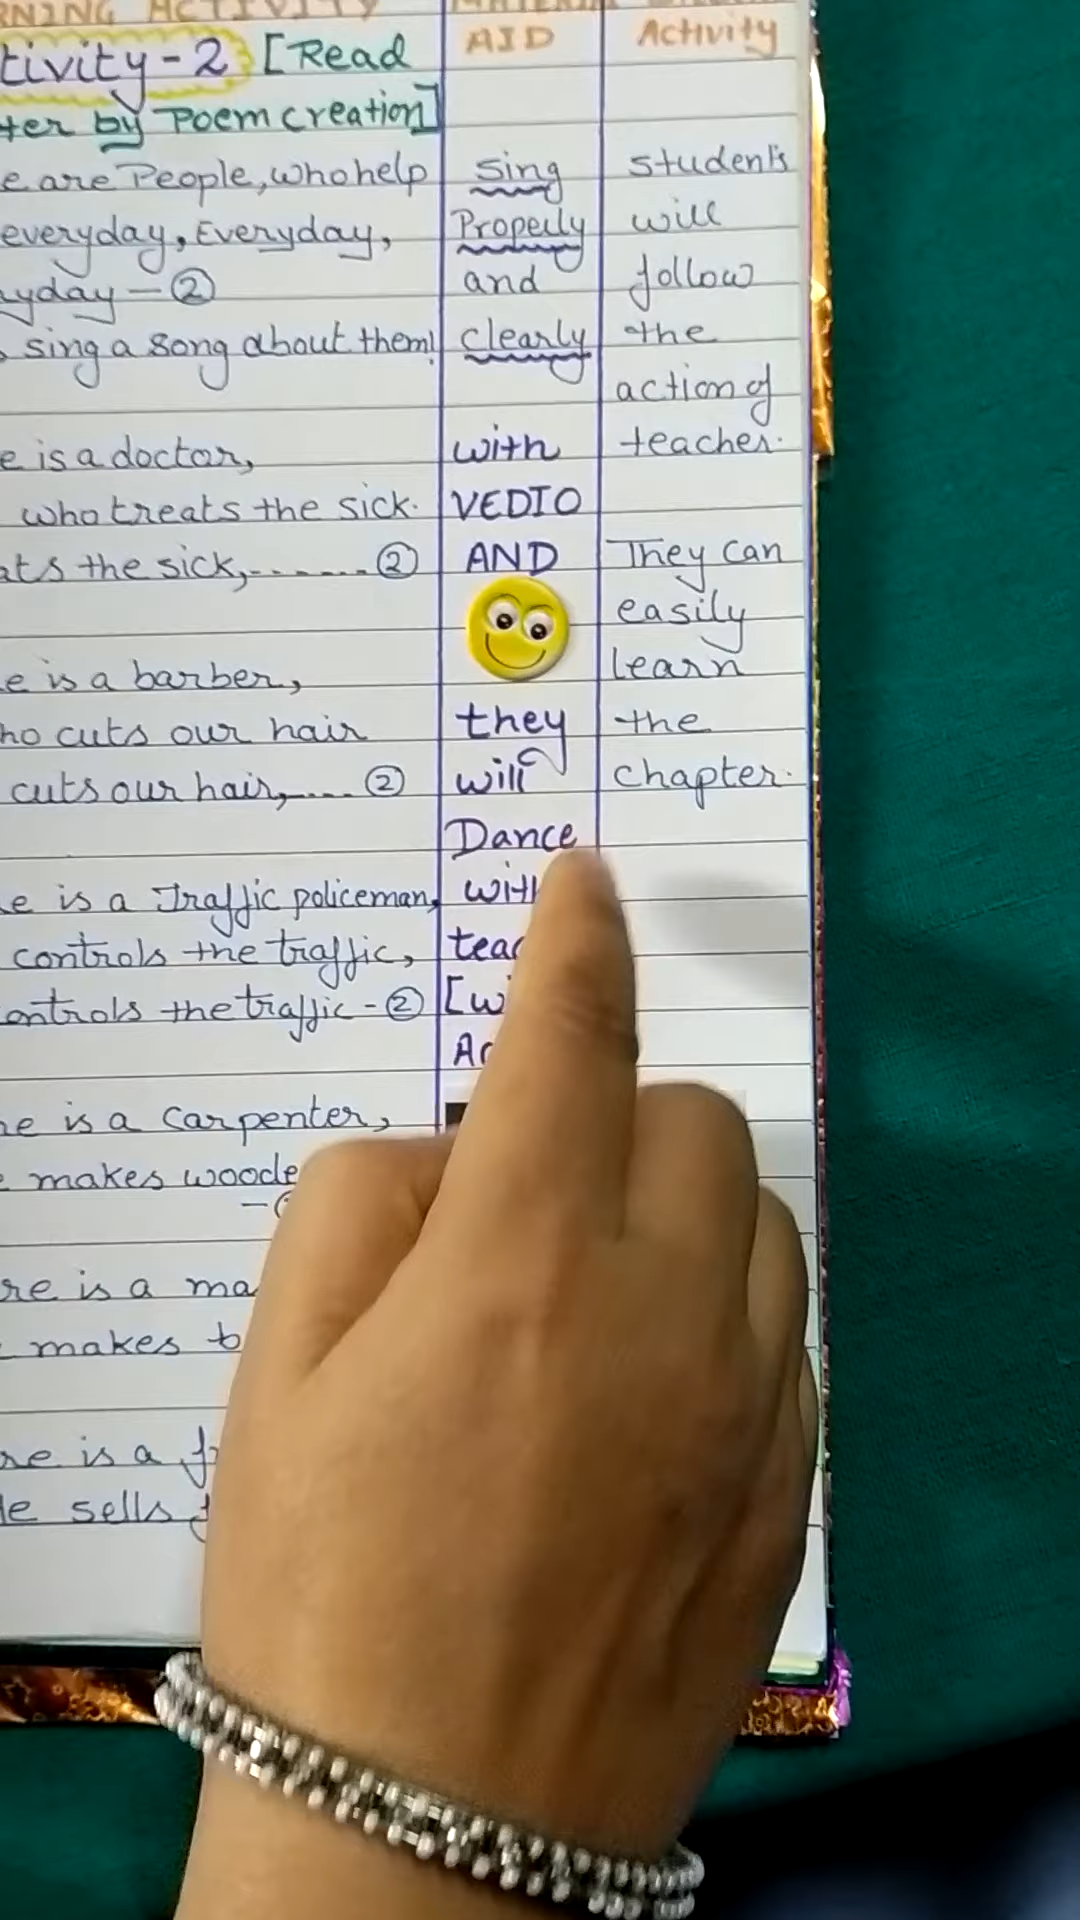 ACTIVITY
tivity-2 [Read
ter by Poem creation]
e are People, who help
everyday, Everyday,
yday - ②
sing a song about them!
e is a doctor,
who treats the sick.
ats the sick,....... ②
e is a barber,
ho cuts our hair
cuts our hair,.... ②
e is a Traffic policeman,
controls the traffic,
ontrols the traffic - ②
e is a Carpenter,
makes woode
re is a ma
makes b
re is a f
le sells
AID
sing
Properly
and
clearly
with
VEDIO
AND
they
will
Dance
with
teac
[wi
Ac
Activity
students
will
follow
the
action of
teacher.
They can
easily
learn
the
chapter.